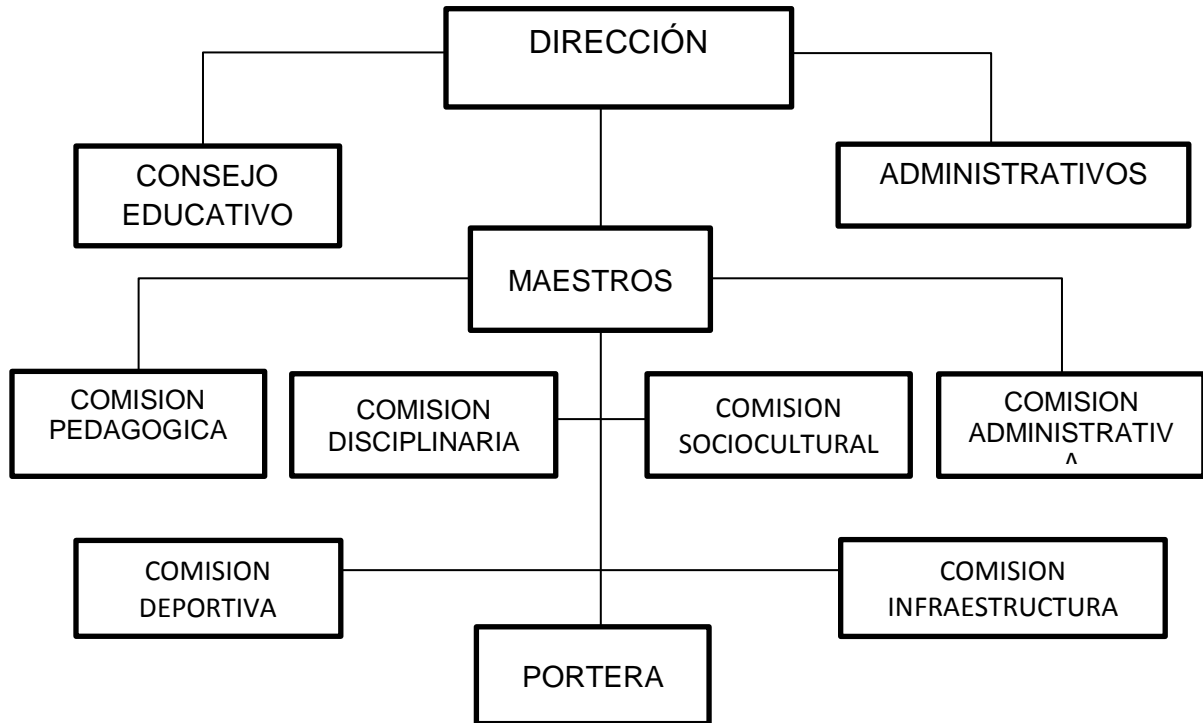 DIRECCIÓN
CONSEJO
EDUCATIVO
ADMINISTRATIVOS
MAESTROS
COMISION
PEDAGOGICA
COMISION
DISCIPLINARIA
COMISION
SOCIOCULTURAL
COMISION
ADMINISTRATIV
COMISION
DEPORTIVA
COMISION
INFRAESTRUCTURA
PORTERA